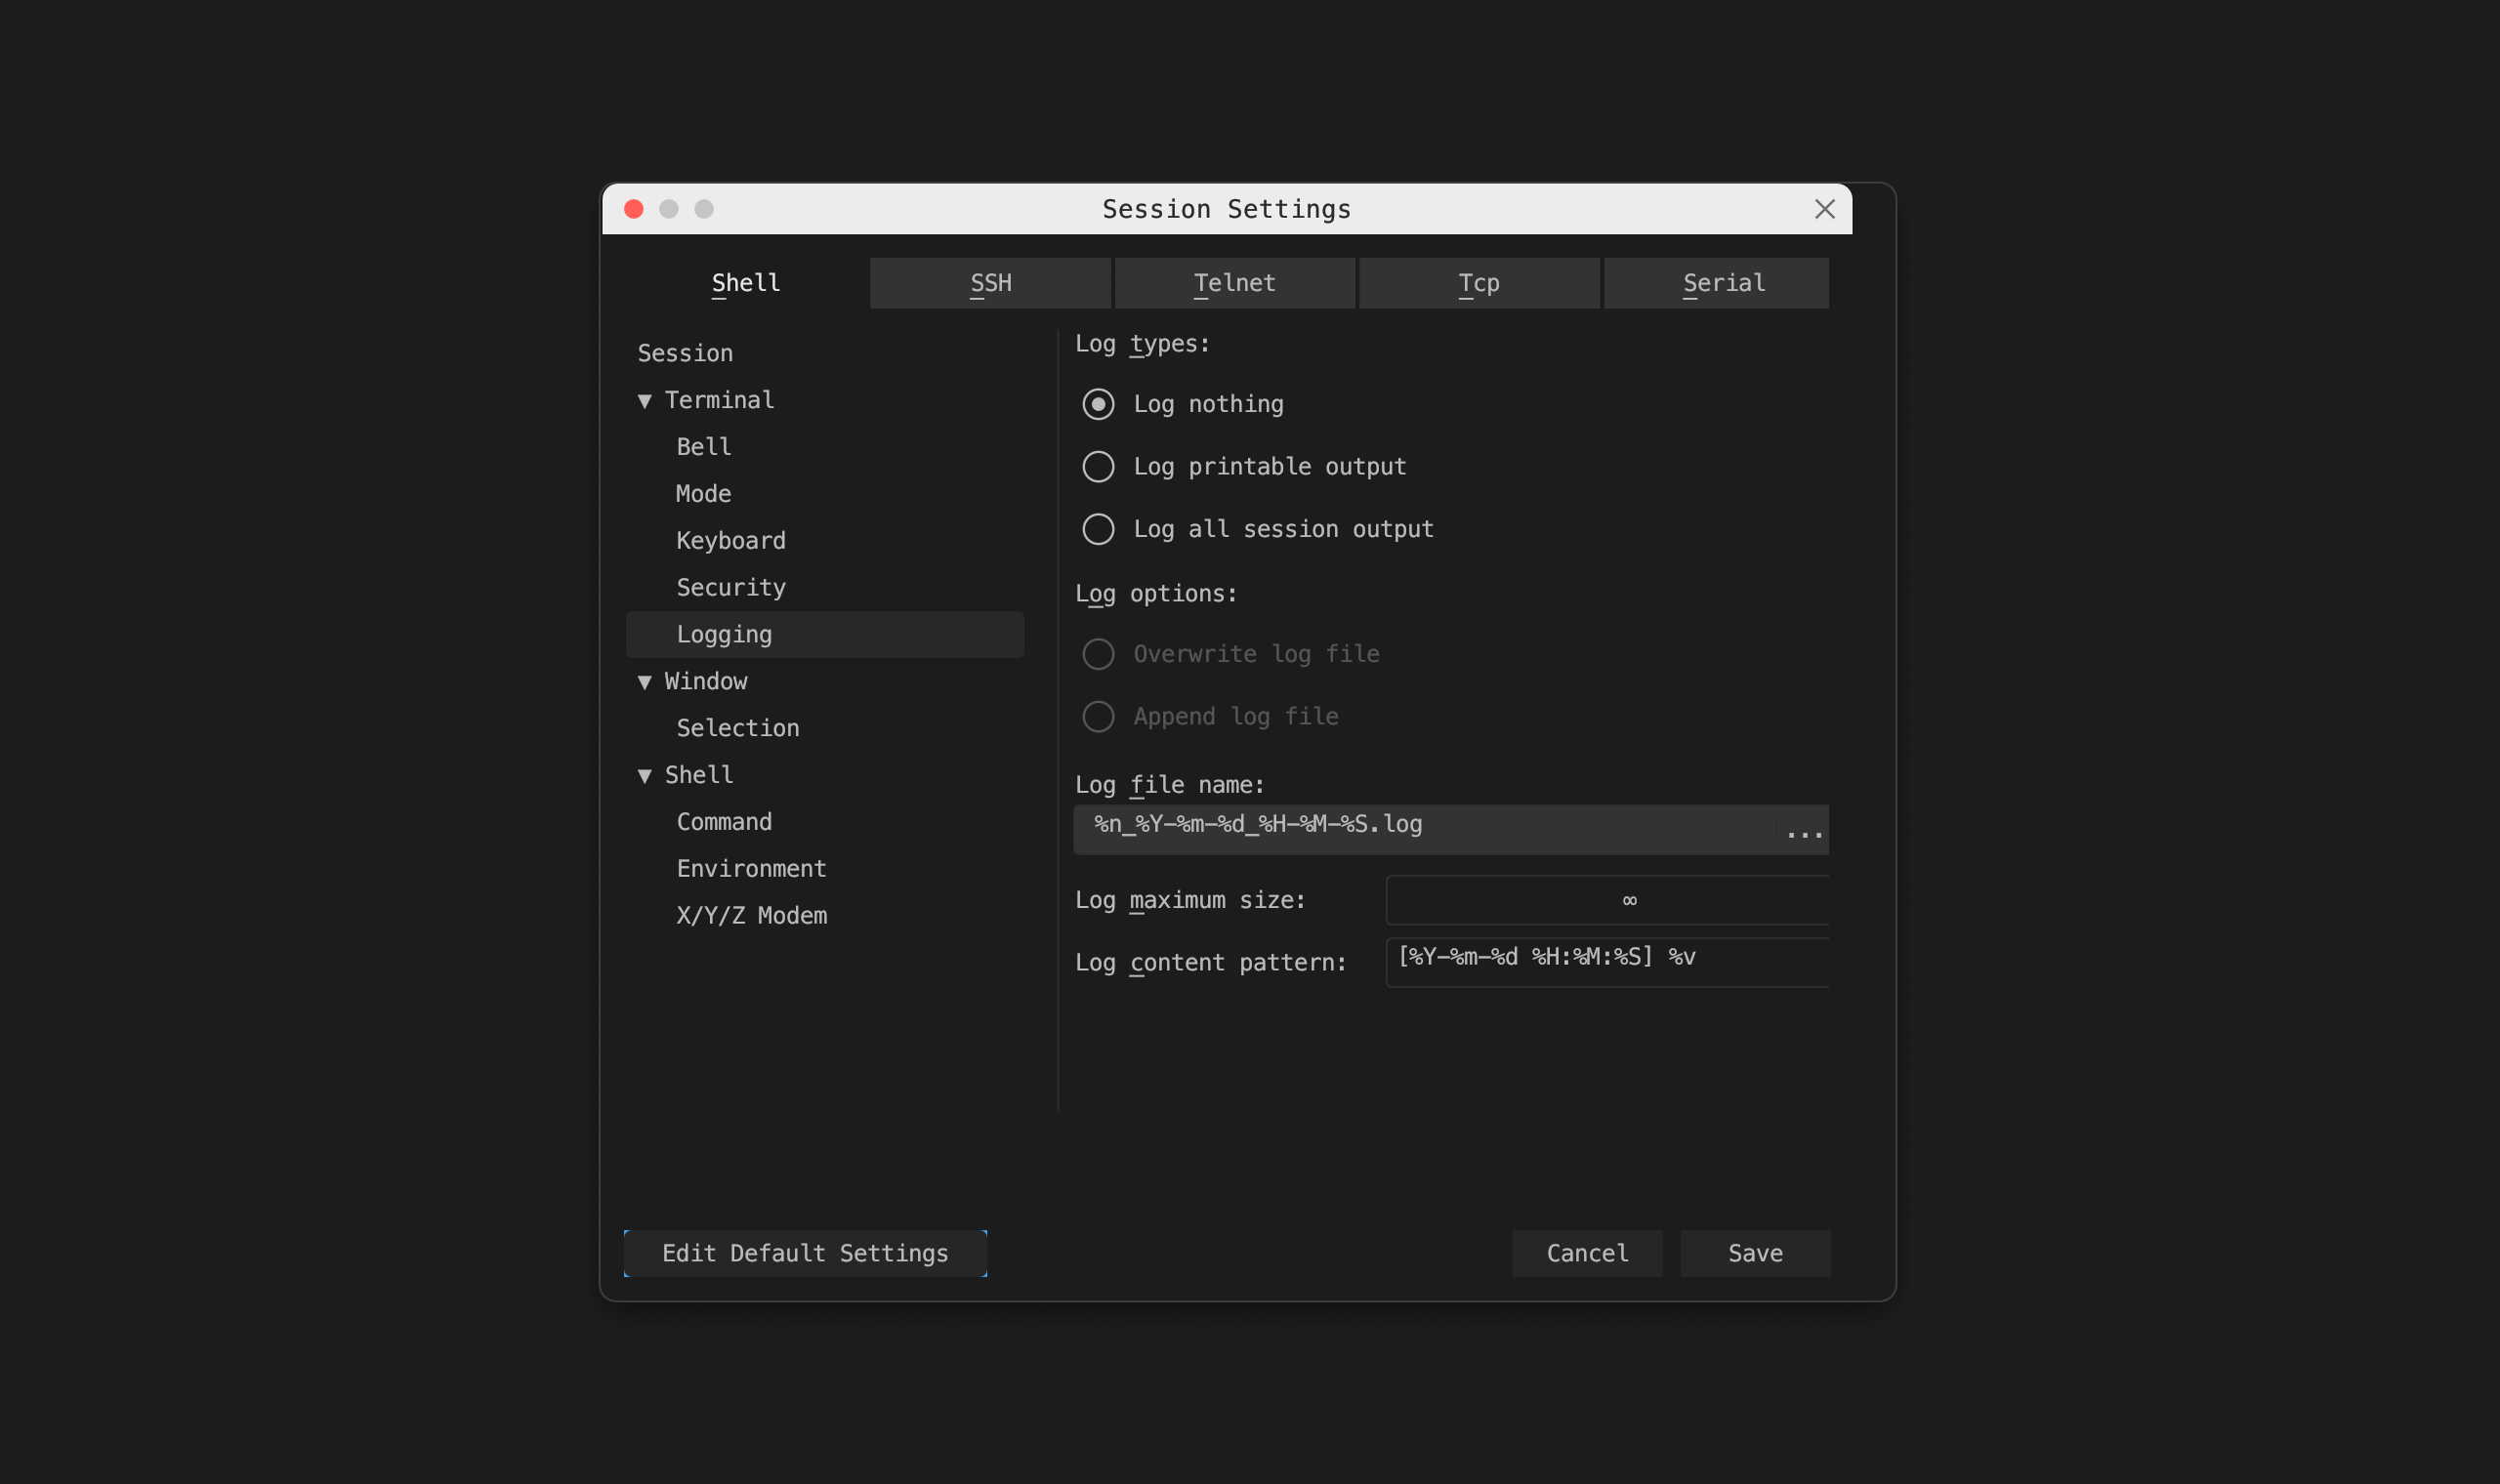 Session Settings
Shell SSH Telnet Tcp Serial
Session
▼ Terminal
Bell
Mode
Keyboard
Security
Logging
▼ Window
Selection
▼ Shell
Command
Environment
X/Y/Z Modem
Log types:
Log nothing
Log printable output
Log all session output
Log options:
Overwrite log file
Append log file
Log file name:
%n_%Y-%m-%d_%H-%M-%S.log ...
Log maximum size: ∞
Log content pattern: [%Y-%m-%d %H:%M:%S] %v
Edit Default Settings Cancel Save